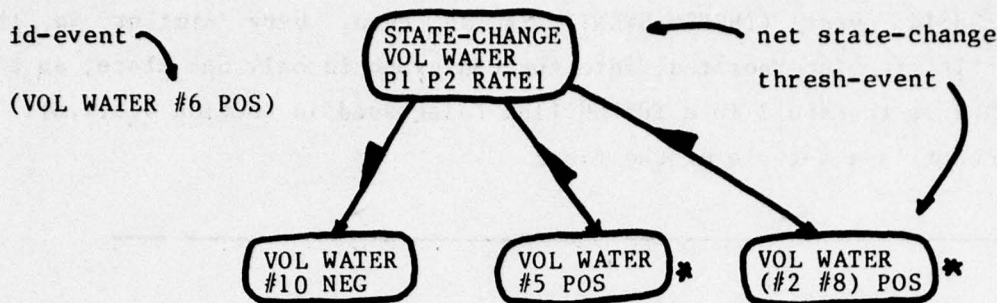 id-event
(VOL WATER #6 POS)
STATE-CHANGE
VOL WATER
P1 P2 RATE1
net state-change
thresh-event
VOL WATER
#10 NEG
VOL WATER
#5 POS
*
VOL WATER
(#2 #8) POS
*